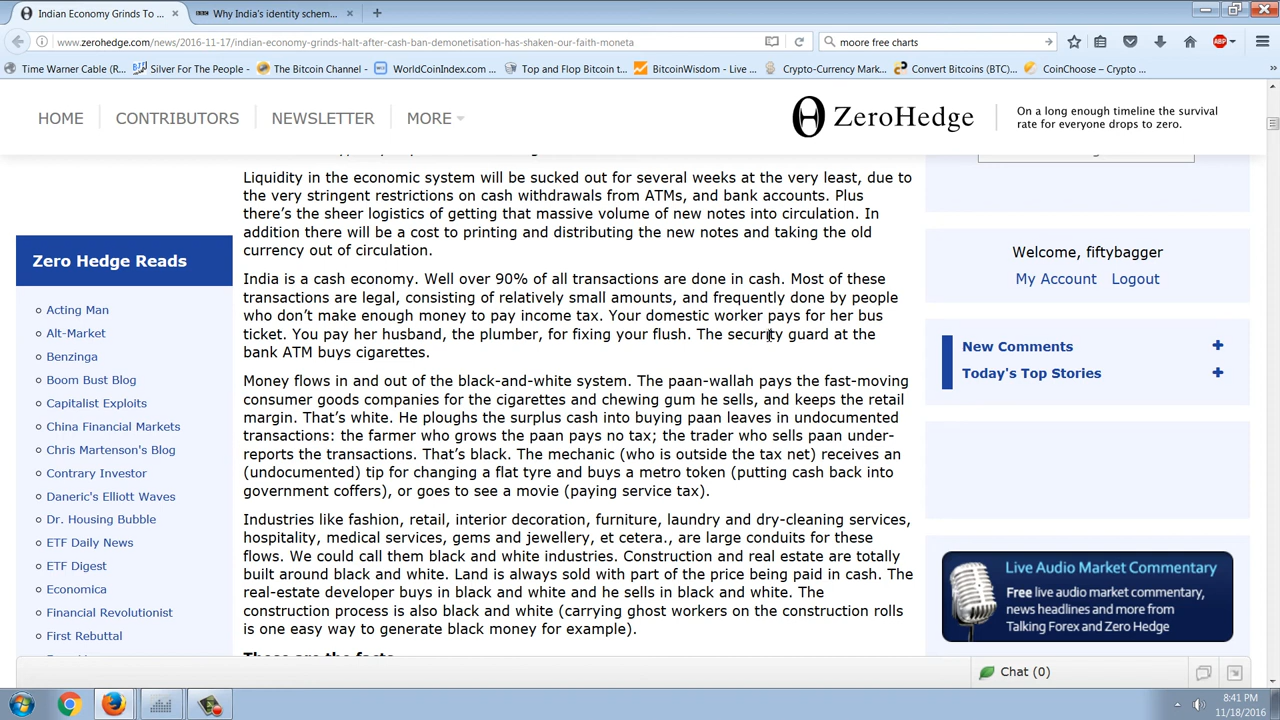 Indian Economy Grinds To ...
Why India's identity schem...
www.zerohedge.com/news/2016-11-17/indian-economy-grinds-halt-after-cash-ban-demonetisation-has-shaken-our-faith-moneta
moore free charts
ABP
Time Warner Cable (R...
Silver For The People - ...
The Bitcoin Channel - ...
WorldCoinIndex.com ...
Top and Flop Bitcoin t...
BitcoinWisdom - Live ...
Crypto-Currency Mark...
Convert Bitcoins (BTC)...
CoinChoose – Crypto ...
HOME
CONTRIBUTORS
NEWSLETTER
MORE
ZeroHedge
On a long enough timeline the survival
rate for everyone drops to zero.
Liquidity in the economic system will be sucked out for several weeks at the very least, due to
the very stringent restrictions on cash withdrawals from ATMs, and bank accounts. Plus
there's the sheer logistics of getting that massive volume of new notes into circulation. In
addition there will be a cost to printing and distributing the new notes and taking the old
currency out of circulation.
India is a cash economy. Well over 90% of all transactions are done in cash. Most of these
transactions are legal, consisting of relatively small amounts, and frequently done by people
who don't make enough money to pay income tax. Your domestic worker pays for her bus
ticket. You pay her husband, the plumber, for fixing your flush. The security guard at the
bank ATM buys cigarettes.
Money flows in and out of the black-and-white system. The paan-wallah pays the fast-moving
consumer goods companies for the cigarettes and chewing gum he sells, and keeps the retail
margin. That's white. He ploughs the surplus cash into buying paan leaves in undocumented
transactions: the farmer who grows the paan pays no tax; the trader who sells paan under-
reports the transactions. That's black. The mechanic (who is outside the tax net) receives an
(undocumented) tip for changing a flat tyre and buys a metro token (putting cash back into
government coffers), or goes to see a movie (paying service tax).
Industries like fashion, retail, interior decoration, furniture, laundry and dry-cleaning services,
hospitality, medical services, gems and jewellery, et cetera., are large conduits for these
flows. We could call them black and white industries. Construction and real estate are totally
built around black and white. Land is always sold with part of the price being paid in cash. The
real-estate developer buys in black and white and he sells in black and white. The
construction process is also black and white (carrying ghost workers on the construction rolls
is one easy way to generate black money for example).
These are the facts
Zero Hedge Reads
Acting Man
Alt-Market
Benzinga
Boom Bust Blog
Capitalist Exploits
China Financial Markets
Chris Martenson's Blog
Contrary Investor
Daneric's Elliott Waves
Dr. Housing Bubble
ETF Daily News
ETF Digest
Economica
Financial Revolutionist
First Rebuttal
Welcome, fiftybagger
My Account Logout
New Comments +
Today's Top Stories +
Live Audio Market Commentary
Free live audio market commentary,
news headlines and more from
Talking Forex and Zero Hedge
Chat (0)
8:41 PM
11/18/2016